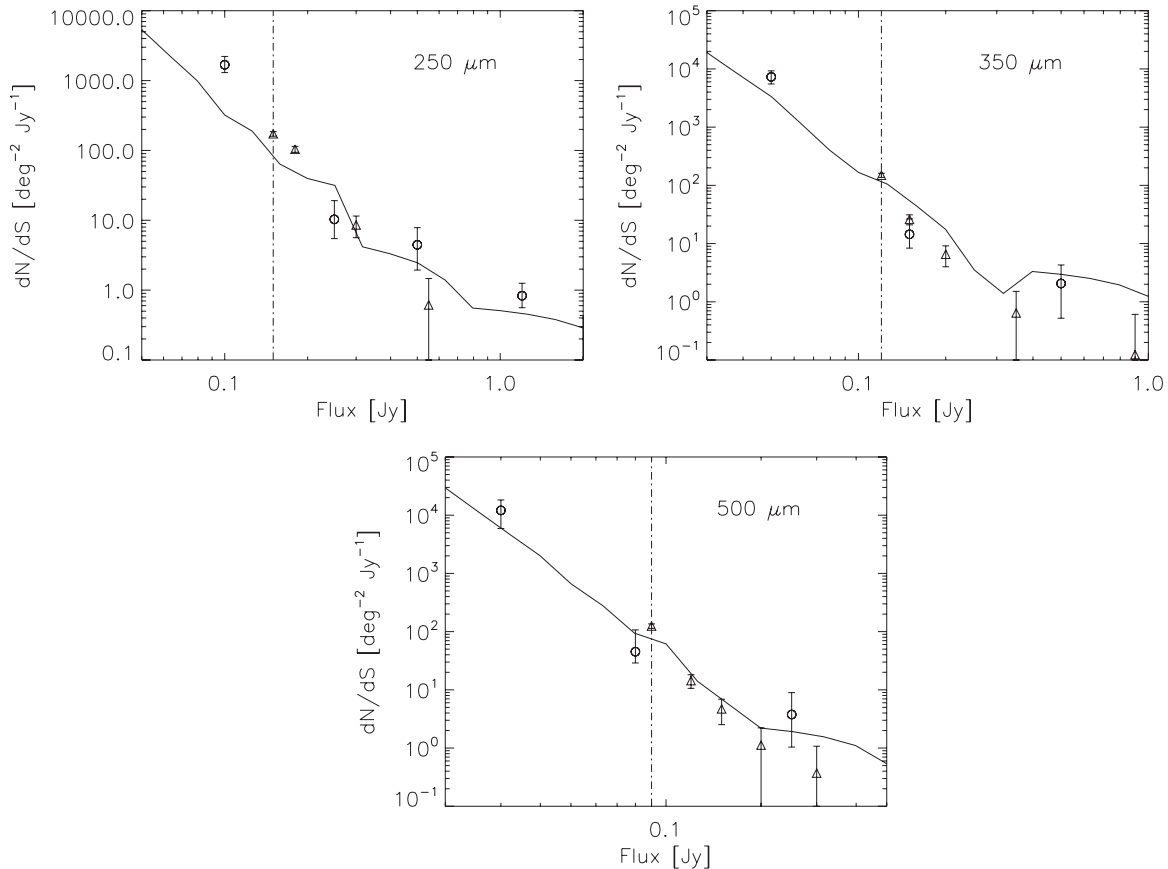 250 μm
10000.0
1000.0
100.0
10.0
1.0
0.1
dN/dS [deg⁻² Jy⁻¹]
0.1
1.0
Flux [Jy]
350 μm
10⁵
10⁴
10³
10²
10¹
10⁰
10⁻¹
dN/dS [deg⁻² Jy⁻¹]
0.1
1.0
Flux [Jy]
500 μm
10⁵
10⁴
10³
10²
10¹
10⁰
10⁻¹
dN/dS [deg⁻² Jy⁻¹]
0.1
Flux [Jy]